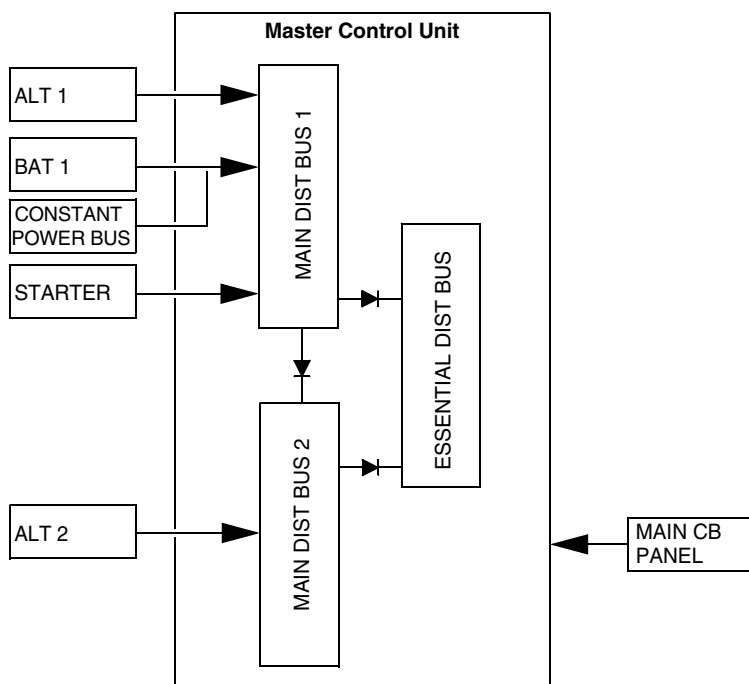 Master Control Unit
ALT 1
BAT 1
CONSTANT
POWER BUS
STARTER
MAIN DIST BUS 1
ESSENTIAL DIST BUS
MAIN DIST BUS 2
ALT 2
MAIN CB
PANEL